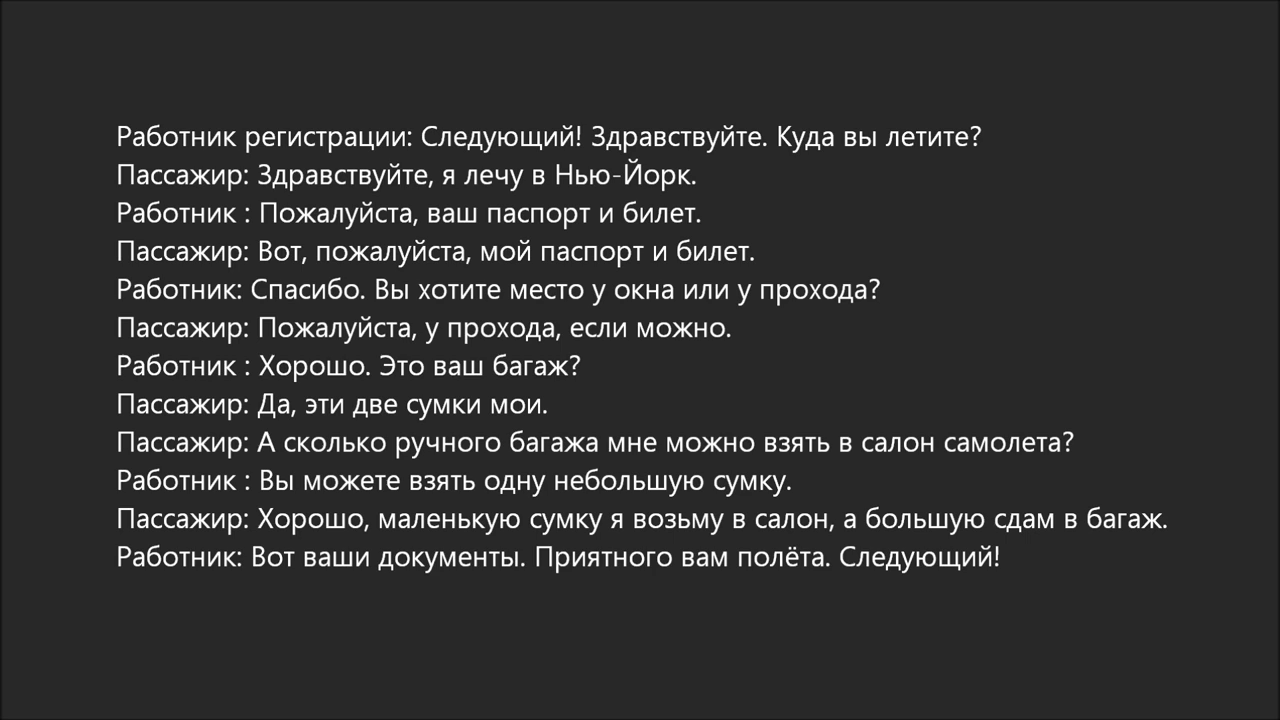 Работник регистрации: Следующий! Здравствуйте. Куда вы летите?
Пассажир: Здравствуйте, я лечу в Нью-Йорк.
Работник : Пожалуйста, ваш паспорт и билет.
Пассажир: Вот, пожалуйста, мой паспорт и билет.
Работник: Спасибо. Вы хотите место у окна или у прохода?
Пассажир: Пожалуйста, у прохода, если можно.
Работник : Хорошо. Это ваш багаж?
Пассажир: Да, эти две сумки мои.
Пассажир: А сколько ручного багажа мне можно взять в салон самолета?
Работник : Вы можете взять одну небольшую сумку.
Пассажир: Хорошо, маленькую сумку я возьму в салон, а большую сдам в багаж.
Работник: Вот ваши документы. Приятного вам полёта. Следующий!